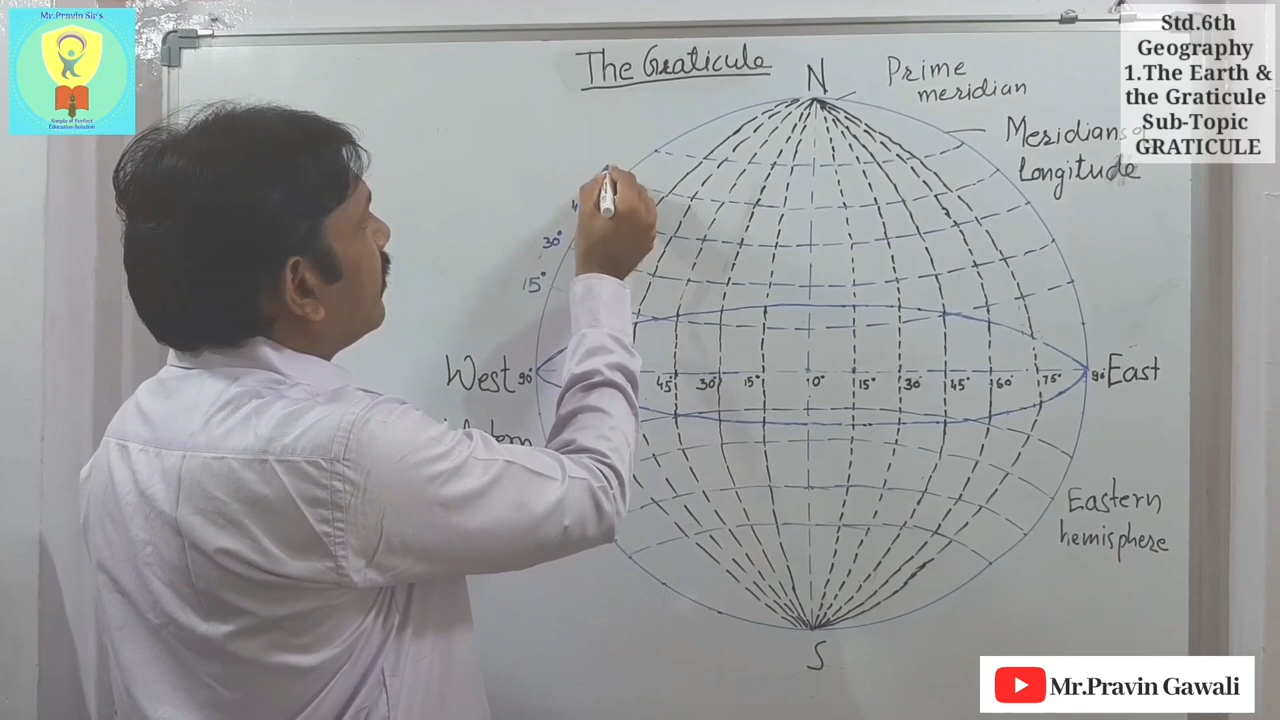 Mr.Pravin Sir's
Simple & Perfect
Education Solution
Std.6th
Geography
1.The Earth &
the Graticule
Sub-Topic
GRATICULE
The Graticule
N
Prime
meridian
Meridians of
Longitude
30°
15°
West 90° 45° 30° 15° 0° 15° 30° 45° 60° 75° 90° East
Eastern
hemisphere
S
Mr.Pravin Gawali